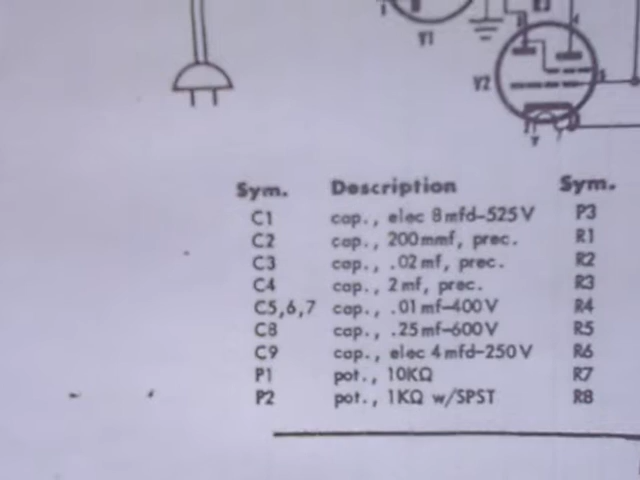 Y1
Y2
Sym. Description Sym.
C1 cap., elec 8mfd-525V P3
C2 cap., 200mmf, prec. R1
C3 cap., .02mf, prec. R2
C4 cap., 2mf, prec. R3
C5,6,7 cap., .01mf-400V R4
C8 cap., .25mf-600V R5
C9 cap., elec 4mfd-250V R6
P1 pot., 10KΩ R7
P2 pot., 1KΩ w/SPST R8